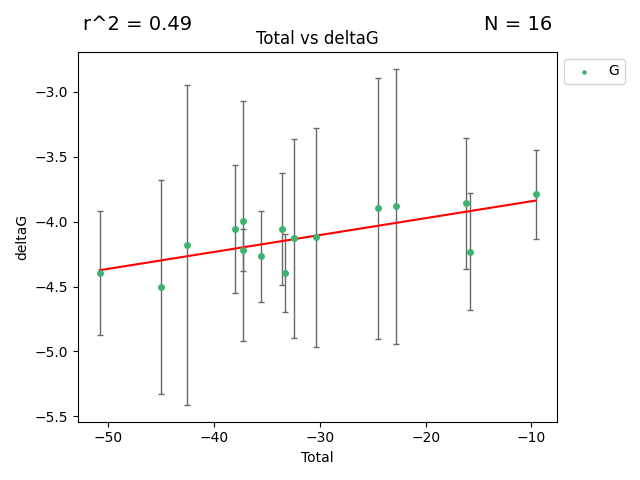 r^2 = 0.49
N = 16
Total vs deltaG
G
−3.0
−3.5
−4.0
−4.5
−5.0
−5.5
deltaG
−50
−40
−30
−20
−10
Total